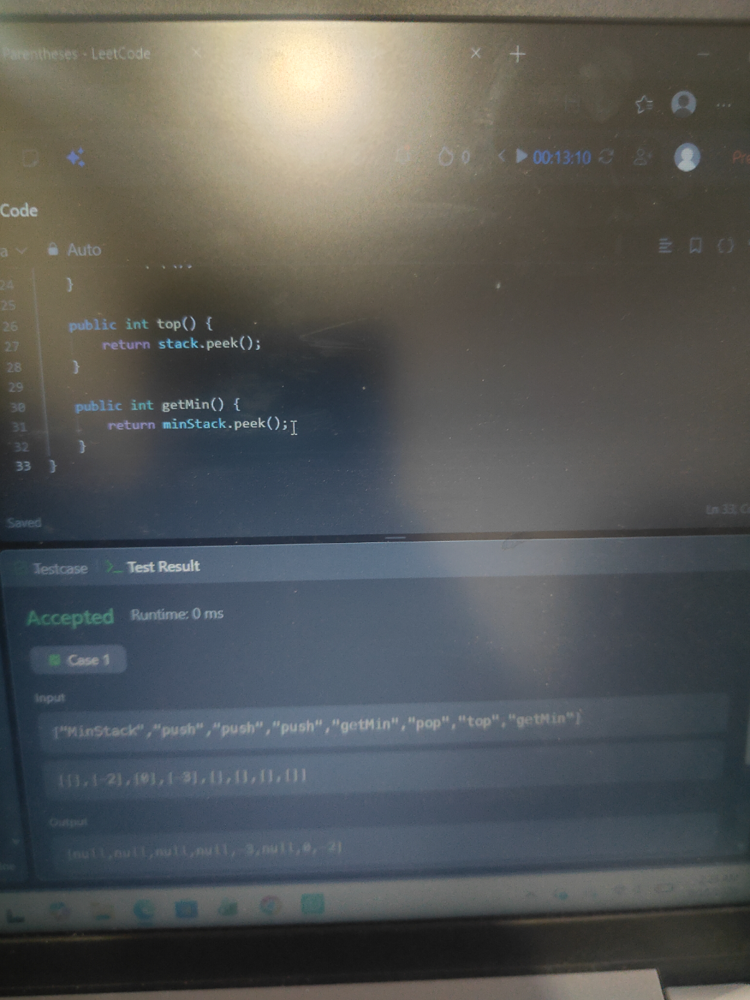 Parentheses - LeetCode
0 00:13:10
Code
Auto
24 }
25
26 public int top() {
27 return stack.peek();
28 }
29
30 public int getMin() {
31 return minStack.peek();
32 }
33 }
Saved
Ln 33,
Testcase >_ Test Result
Accepted Runtime: 0 ms
Case 1
Input
["MinStack","push","push","push","getMin","pop","top","getMin"]
[[],[-2],[0],[-3],[],[],[],[]]
Output
[null,null,null,null,-3,null,0,-2]